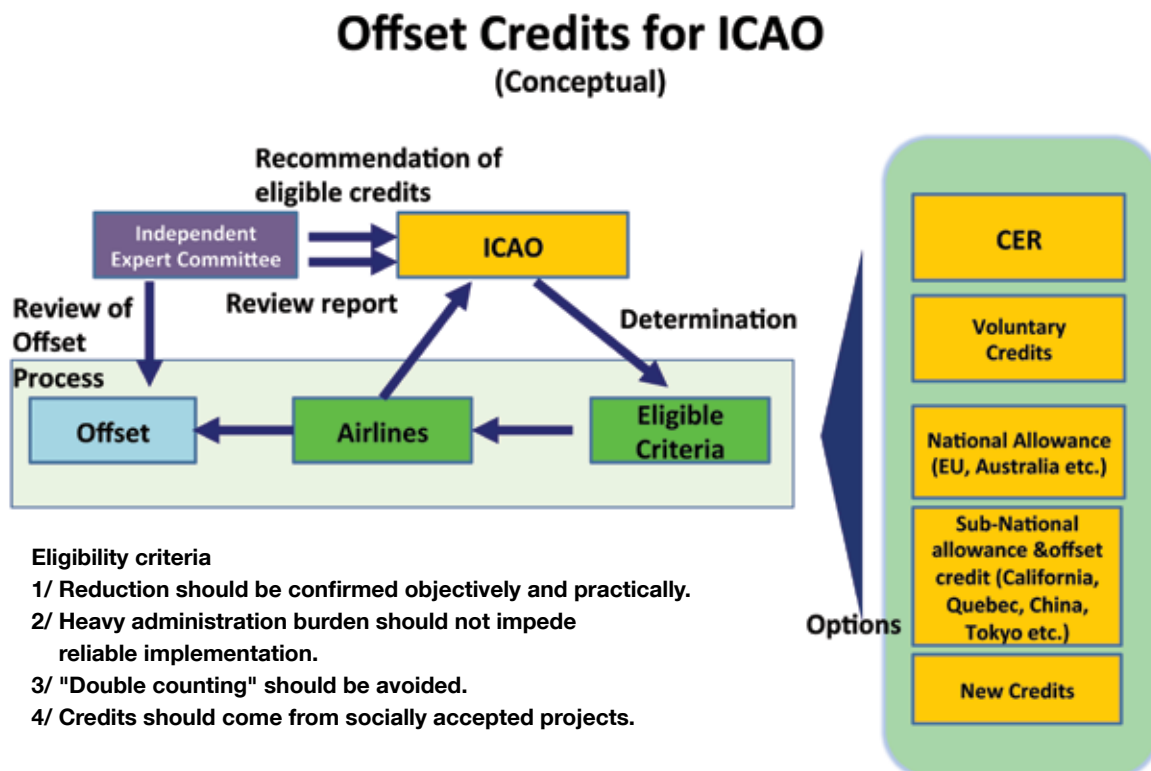 Offset Credits for ICAO
(Conceptual)
Recommendation of
eligible credits
Independent
Expert Committee
ICAO
Review report
Review of
Offset
Process
Determination
Offset
Airlines
Eligible
Criteria
Eligibility criteria
1/ Reduction should be confirmed objectively and practically.
2/ Heavy administration burden should not impede
reliable implementation.
3/ "Double counting" should be avoided.
4/ Credits should come from socially accepted projects.
Options
CER
Voluntary
Credits
National Allowance
(EU, Australia etc.)
Sub-National
allowance &offset
credit (California,
Quebec, China,
Tokyo etc.)
New Credits